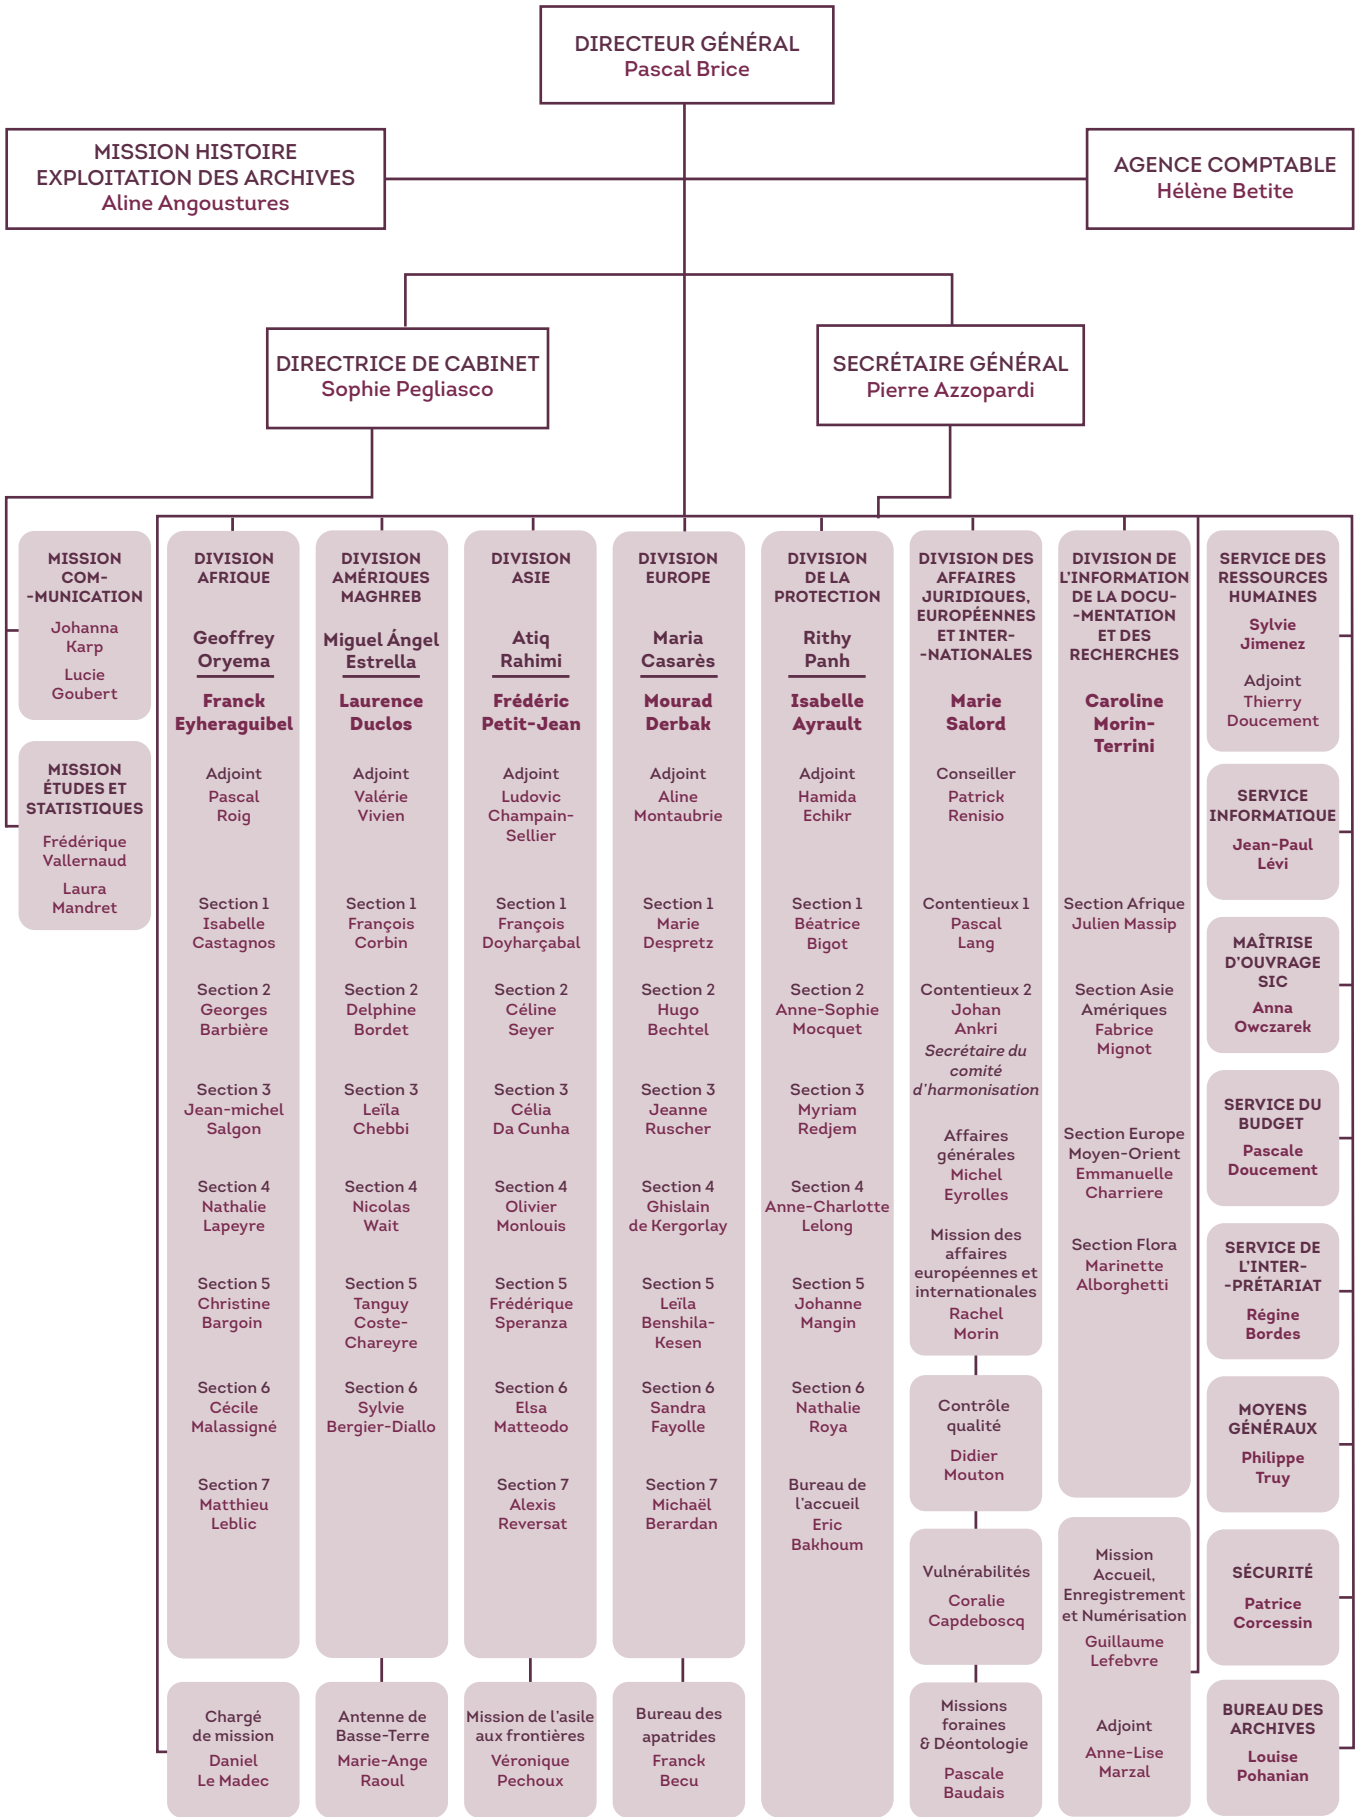 DIRECTEUR GÉNÉRAL
Pascal Brice
MISSION HISTOIRE
EXPLOITATION DES ARCHIVES
Aline Angoustures
AGENCE COMPTABLE
Hélène Betite
DIRECTRICE DE CABINET
Sophie Pegliasco
SECRÉTAIRE GÉNÉRAL
Pierre Azzopardi
MISSION
COM-
-MUNICATION
Johanna
Karp
Lucie
Goubert
MISSION
ÉTUDES ET
STATISTIQUES
Frédérique
Vallernaud
Laura
Mandret
DIVISION
AFRIQUE
Geoffrey
Oryema
Franck
Eyheraguibel
Adjoint
Pascal
Roig
Section 1
Isabelle
Castagnos
Section 2
Georges
Barbière
Section 3
Jean-michel
Salgon
Section 4
Nathalie
Lapeyre
Section 5
Christine
Bargoin
Section 6
Cécile
Malassigné
Section 7
Matthieu
Leblic
Chargé
de mission
Daniel
Le Madec
DIVISION
AMÉRIQUES
MAGHREB
Miguel Ángel
Estrella
Laurence
Duclos
Adjoint
Valérie
Vivien
Section 1
François
Corbin
Section 2
Delphine
Bordet
Section 3
Leïla
Chebbi
Section 4
Nicolas
Wait
Section 5
Tanguy
Coste-
Chareyre
Section 6
Sylvie
Bergier-Diallo
Antenne de
Basse-Terre
Marie-Ange
Raoul
DIVISION
ASIE
Atiq
Rahimi
Frédéric
Petit-Jean
Adjoint
Ludovic
Champain-
Sellier
Section 1
François
Doyharçabal
Section 2
Céline
Seyer
Section 3
Célia
Da Cunha
Section 4
Olivier
Monlouis
Section 5
Frédérique
Speranza
Section 6
Elsa
Matteodo
Section 7
Alexis
Reversat
Mission de l'asile
aux frontières
Véronique
Pechoux
DIVISION
EUROPE
Maria
Casarès
Mourad
Derbak
Adjoint
Aline
Montaubrie
Section 1
Marie
Despretz
Section 2
Hugo
Bechtel
Section 3
Jeanne
Ruscher
Section 4
Ghislain
de Kergorlay
Section 5
Leïla
Benshila-
Kesen
Section 6
Sandra
Fayolle
Section 7
Michaël
Berardan
Bureau des
apatrides
Franck
Becu
DIVISION
DE LA
PROTECTION
Rithy
Panh
Isabelle
Ayrault
Adjoint
Hamida
Echikr
Section 1
Béatrice
Bigot
Section 2
Anne-Sophie
Mocquet
Section 3
Myriam
Redjem
Section 4
Anne-Charlotte
Lelong
Section 5
Johanne
Mangin
Section 6
Nathalie
Roya
Bureau de
l'accueil
Eric
Bakhoum
DIVISION DES
AFFAIRES
JURIDIQUES,
EUROPÉENNES
ET INTER-
-NATIONALES
Marie
Salord
Conseiller
Patrick
Renisio
Contentieux 1
Pascal
Lang
Contentieux 2
Johan
Ankri
Secrétaire du
comité
d'harmonisation
Affaires
générales
Michel
Eyrolles
Mission des
affaires
européennes et
internationales
Rachel
Morin
Contrôle
qualité
Didier
Mouton
Vulnérabilités
Coralie
Capdeboscq
Missions
foraines
& Déontologie
Pascale
Baudais
DIVISION DE
L'INFORMATION
DE LA DOCU-
-MENTATION
ET DES
RECHERCHES
Caroline
Morin-
Terrini
Section Afrique
Julien Massip
Section Asie
Amériques
Fabrice
Mignot
Section Europe
Moyen-Orient
Emmanuelle
Charriere
Section Flora
Marinette
Alborghetti
Mission
Accueil,
Enregistrement
et Numérisation
Guillaume
Lefebvre
Adjoint
Anne-Lise
Marzal
SERVICE DES
RESSOURCES
HUMAINES
Sylvie
Jimenez
Adjoint
Thierry
Doucement
SERVICE
INFORMATIQUE
Jean-Paul
Lévi
MAÎTRISE
D'OUVRAGE
SIC
Anna
Owczarek
SERVICE DU
BUDGET
Pascale
Doucement
SERVICE DE
L'INTER-
-PRÉTARIAT
Régine
Bordes
MOYENS
GÉNÉRAUX
Philippe
Truy
SÉCURITÉ
Patrice
Corcessin
BUREAU DES
ARCHIVES
Louise
Pohanian